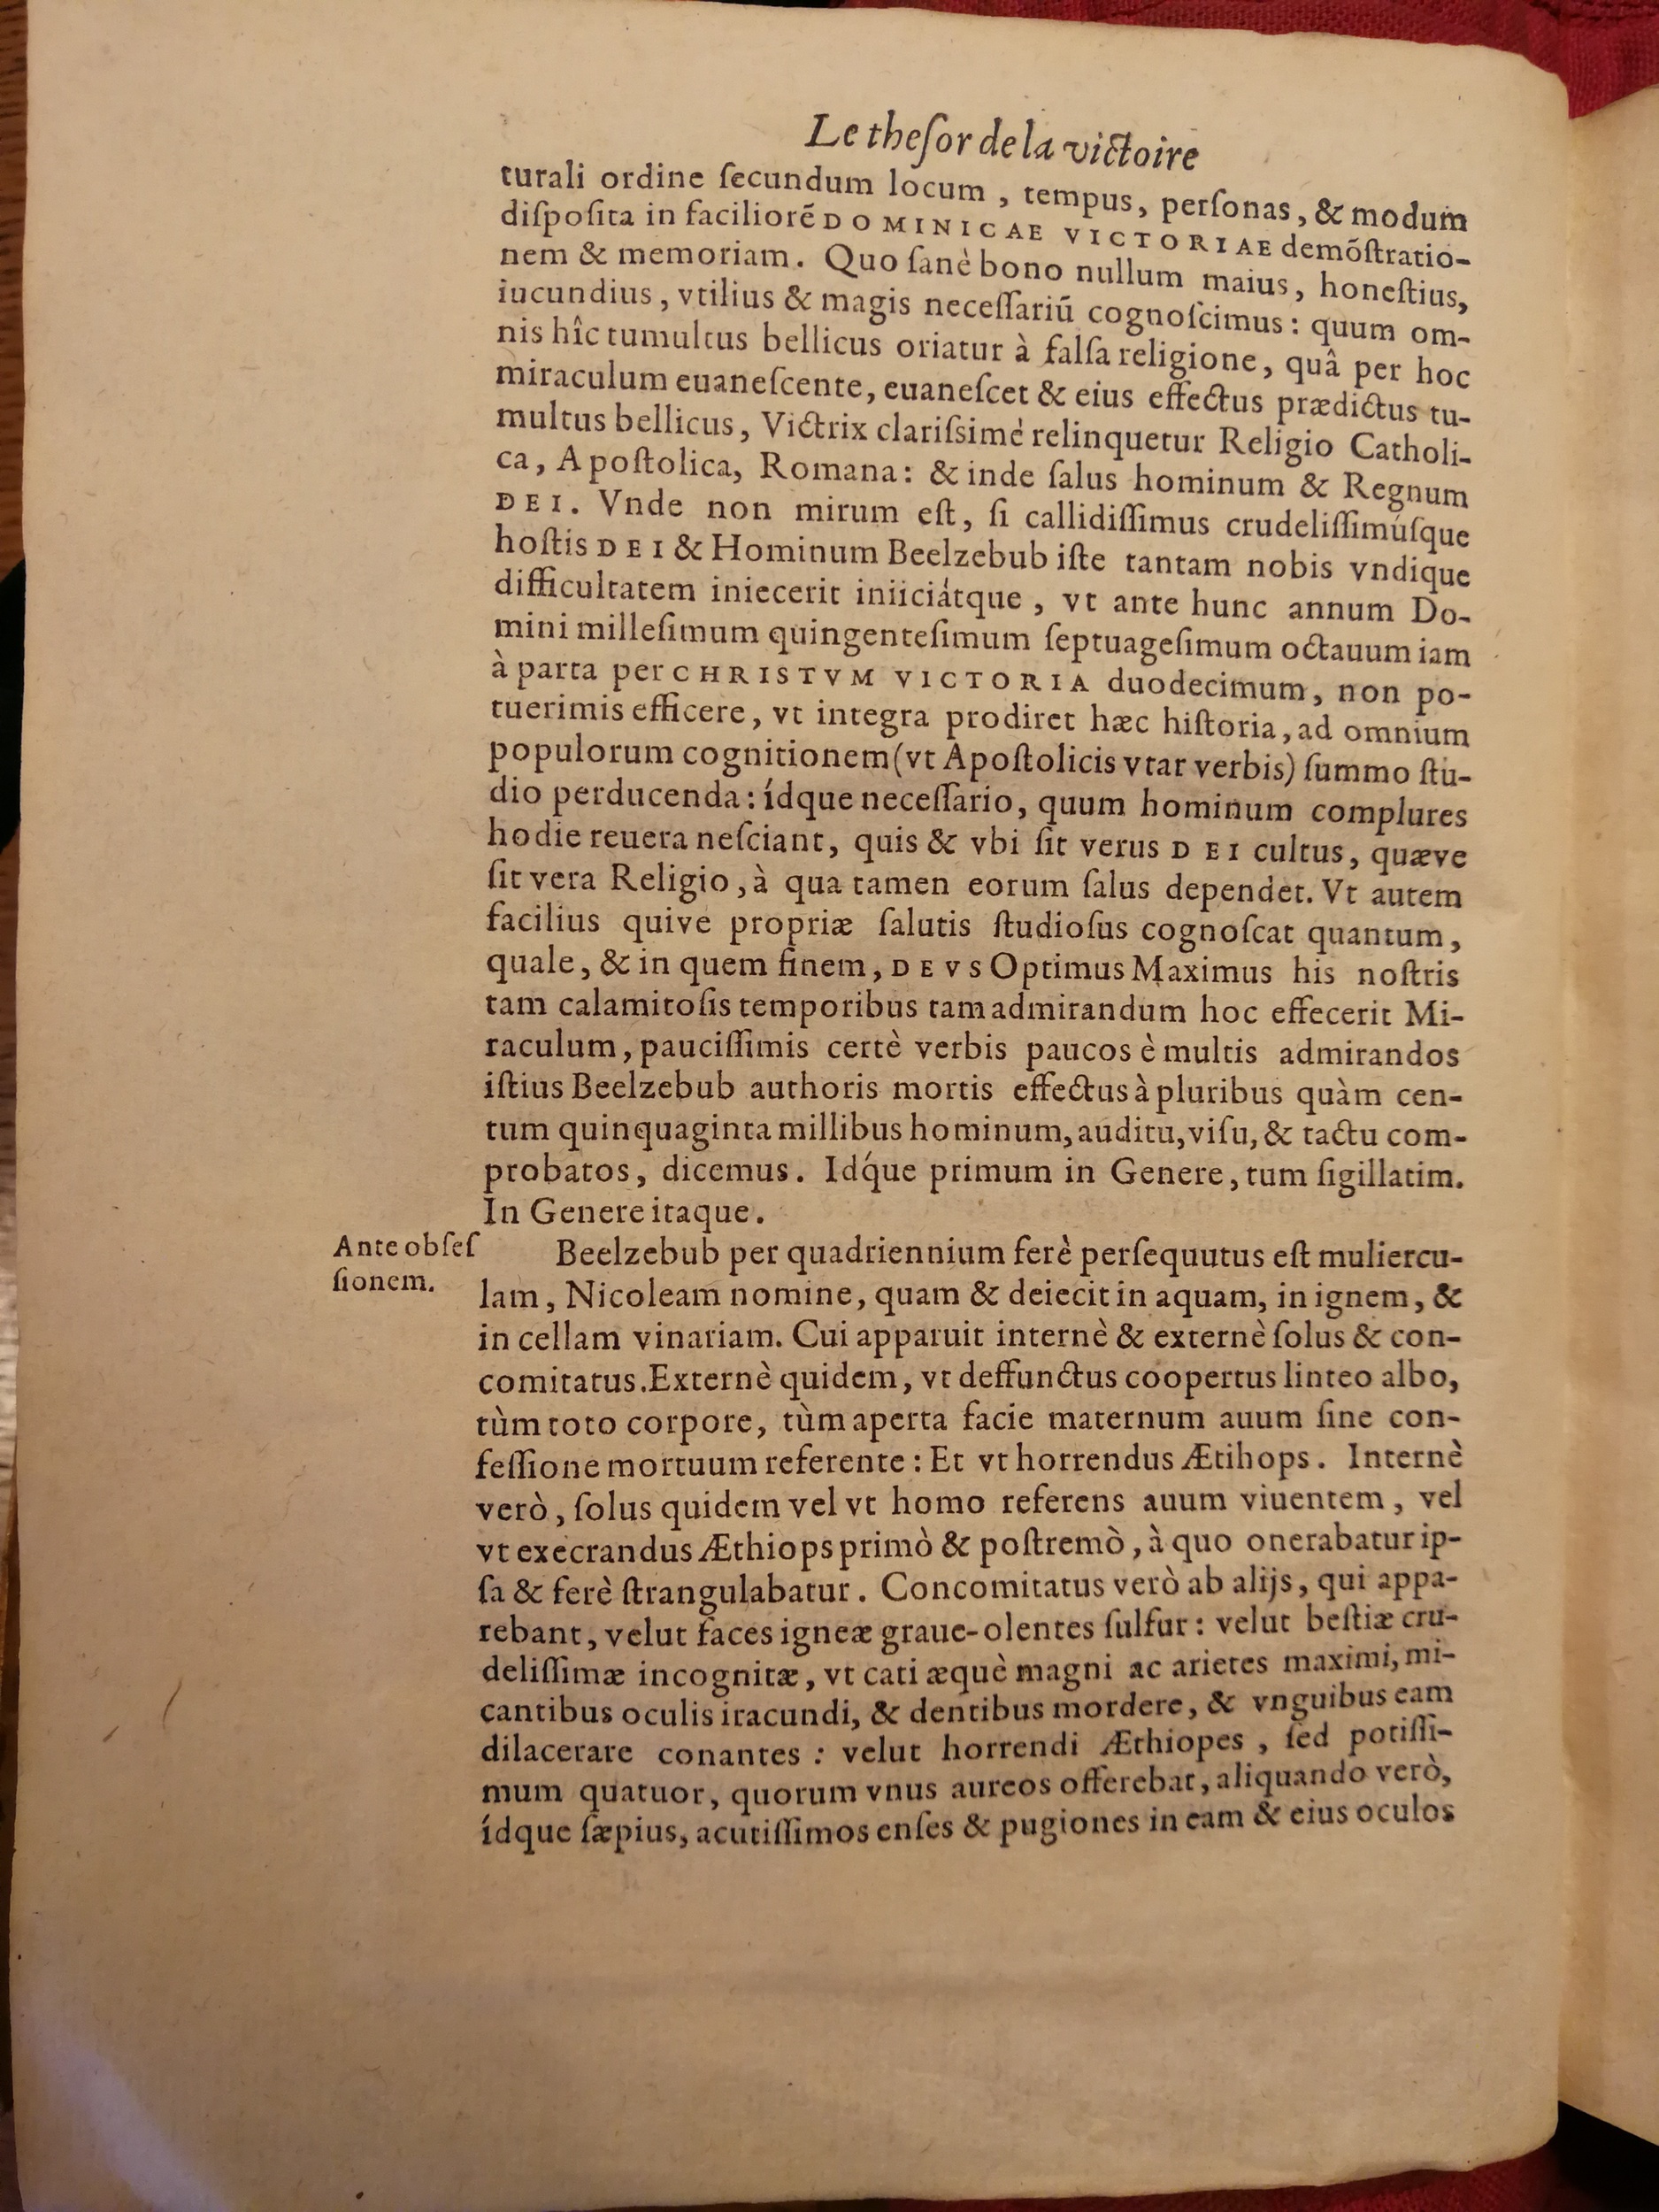 Le theſor de la victoire
turali ordine ſecundum locum, tempus, perſonas, & modum
diſpoſita in faciliorẽ DOMINICAE VICTORIAE demõſtratio-
nem & memoriam. Quo ſanè bono nullum maius, honeſtius,
iucundius, vtilius & magis neceſſariũ cognoſcimus: quum om-
nis hîc tumultus bellicus oriatur à falſa religione, quâ per hoc
miraculum euaneſcente, euaneſcet & eius effectus prædictus tu-
multus bellicus, Victrix clariſsimè relinquetur Religio Catholi-
ca, Apoſtolica, Romana: & inde ſalus hominum & Regnum
DEI. Vnde non mirum eſt, ſi callidiſſimus crudeliſſimúſque
hoſtis DEI & Hominum Beelzebub iſte tantam nobis vndique
difficultatem iniecerit iniiciátque, vt ante hunc annum Do-
mini milleſimum quingenteſimum ſeptuageſimum octauum iam
à parta per CHRISTVM VICTORIA duodecimum, non po-
tuerimis efficere, vt integra prodiret hæc hiſtoria, ad omnium
populorum cognitionem (vt Apoſtolicis vtar verbis) ſummo ſtu-
dio perducenda: ídque neceſſario, quum hominum complures
hodie reuera neſciant, quis & vbi ſit verus DEI cultus, quæve
ſit vera Religio, à qua tamen eorum ſalus dependet. Vt autem
facilius quive propriæ ſalutis ſtudioſus cognoſcat quantum,
quale, & in quem finem, DEVS Optimus Maximus his noſtris
tam calamitoſis temporibus tam admirandum hoc effecerit Mi-
raculum, pauciſſimis certè verbis paucos è multis admirandos
iſtius Beelzebub authoris mortis effectus à pluribus quàm cen-
tum quinquaginta millibus hominum, auditu, viſu, & tactu com-
probatos, dicemus. Idq́ue primum in Genere, tum ſigillatim.
In Genere itaque.
Ante obſeſ
ſionem.
Beelzebub per quadriennium ferè perſequutus eſt muliercu-
lam, Nicoleam nomine, quam & deiecit in aquam, in ignem, &
in cellam vinariam. Cui apparuit internè & externè ſolus & con-
comitatus. Externè quidem, vt deffunctus coopertus linteo albo,
tùm toto corpore, tùm aperta facie maternum auum ſine con-
feſſione mortuum referente: Et vt horrendus Ætihops. Internè
verò, ſolus quidem vel vt homo referens auum viuentem, vel
vt execrandus Æthiops primò & poſtremò, à quo onerabatur ip-
ſa & ferè ſtrangulabatur. Concomitatus verò ab alijs, qui appa-
rebant, velut faces igneæ graue-olentes ſulfur: velut beſtiæ cru-
deliſſimæ incognitæ, vt cati æquè magni ac arietes maximi, mi-
cantibus oculis iracundi, & dentibus mordere, & vnguibus eam
dilacerare conantes: velut horrendi Æthiopes, ſed potiſſi-
mum quatuor, quorum vnus aureos offerebat, aliquando verò,
ídque ſæpius, acutiſſimos enſes & pugiones in eam & eius oculos